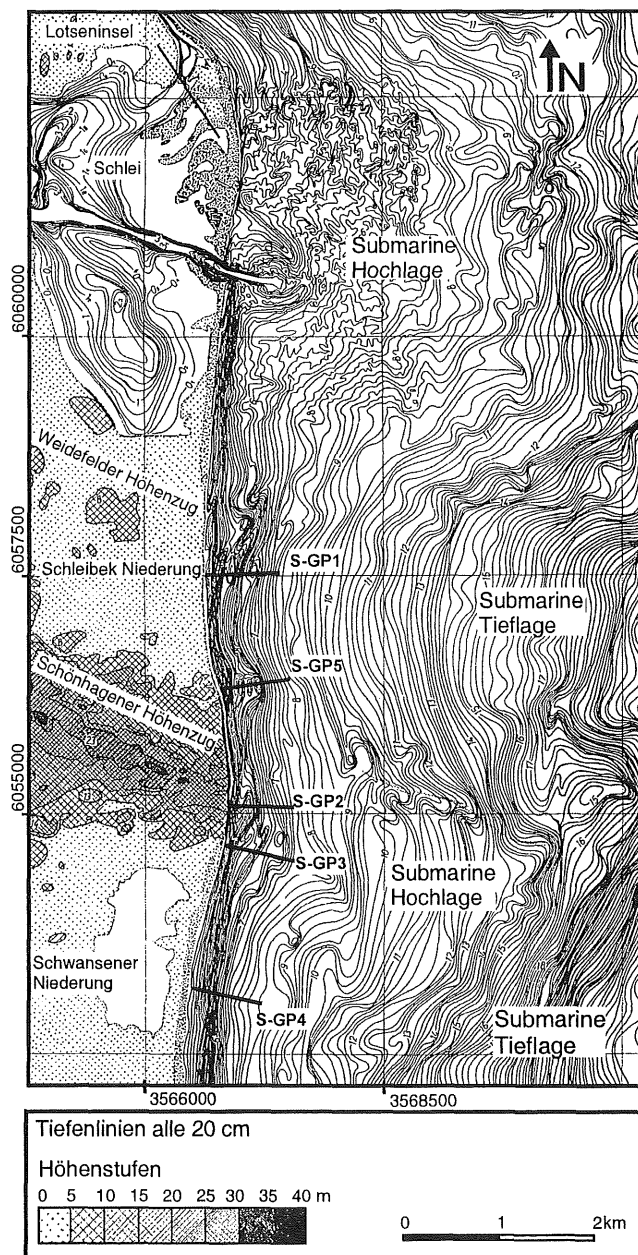 Lotseninsel
N
Schlei
Submarine
Hochlage
6060000
Weidefelder Höhenzug
6057500
Schleibek Niederung
S-GP1
Submarine
Tieflage
Schönhagener Höhenzug
S-GP5
6055000
S-GP2
S-GP3
Submarine
Hochlage
Schwansener
Niederung
S-GP4
Submarine
Tieflage
3566000
3568500
Tiefenlinien alle 20 cm
Höhenstufen
0 5 10 15 20 25 30 35 40 m
0 1 2km